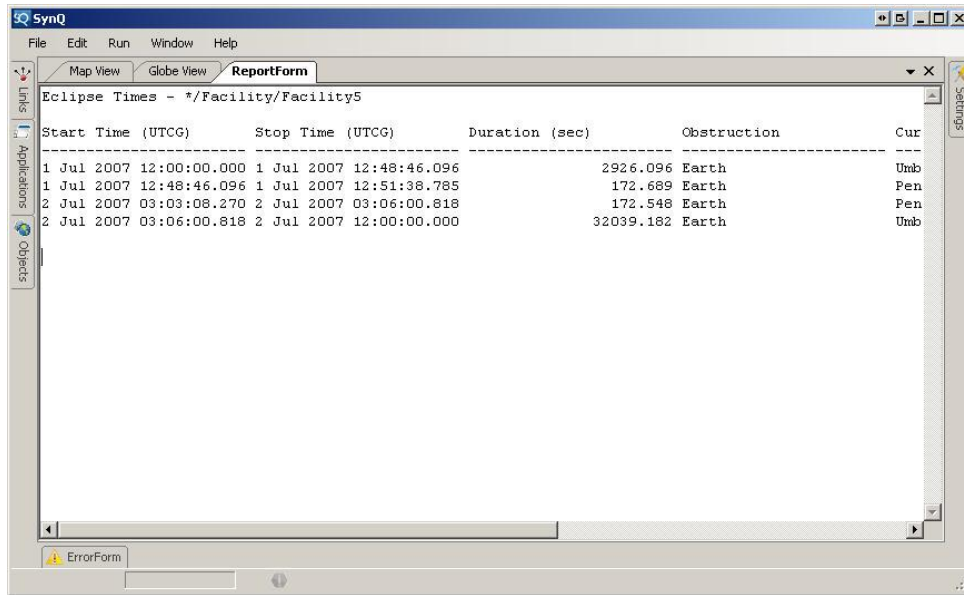 SynQ
File Edit Run Window Help
Map View Globe View ReportForm
Links
Applications
Objects
Settings
Eclipse Times - */Facility/Facility5
Start Time (UTCG) Stop Time (UTCG) Duration (sec) Obstruction Cur
----------------------- ----------------------- ----------------------- ----------------------- ---
1 Jul 2007 12:00:00.000 1 Jul 2007 12:48:46.096 2926.096 Earth Umb
1 Jul 2007 12:48:46.096 1 Jul 2007 12:51:38.785 172.689 Earth Pen
2 Jul 2007 03:03:08.270 2 Jul 2007 03:06:00.818 172.548 Earth Pen
2 Jul 2007 03:06:00.818 2 Jul 2007 12:00:00.000 32039.182 Earth Umb
ErrorForm